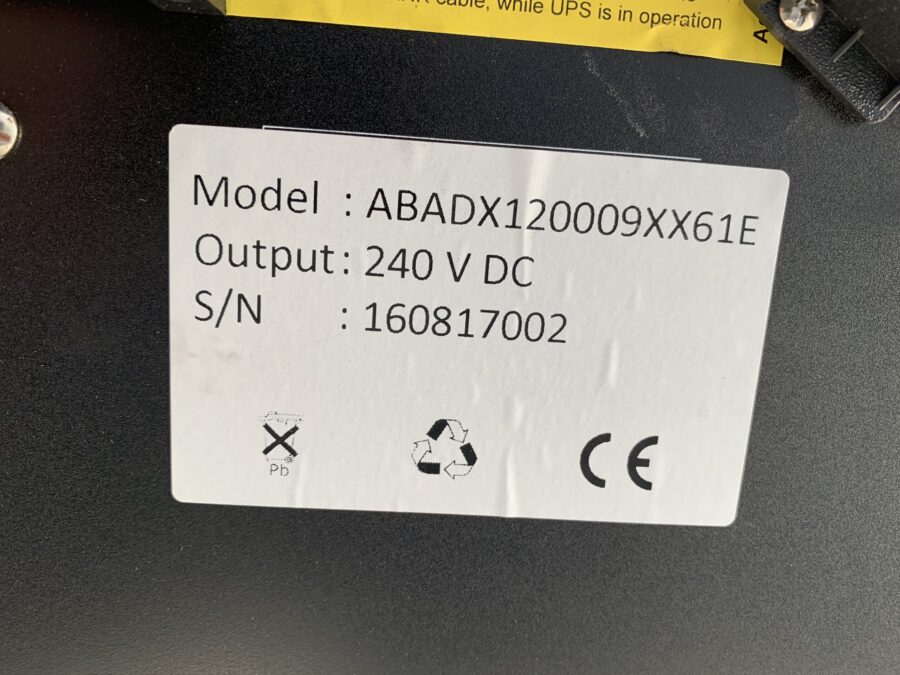 cable, while UPS is in operation
Model : ABADX120009XX61E
Output : 240 V DC
S/N : 160817002
Pb
CE